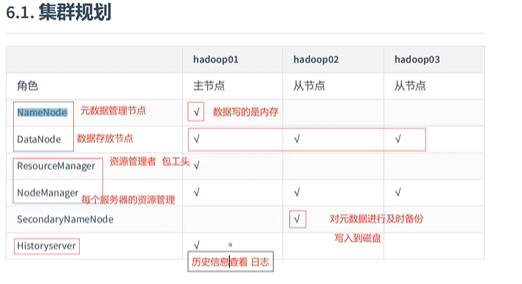 6.1. 集群规划
hadoop01 hadoop02 hadoop03
角色 主节点 从节点 从节点
NameNode 元数据管理节点 √ 数据写的是内存
DataNode 数据存放节点 √ √ √
ResourceManager 资源管理者 包工头 √
NodeManager √ √ √
每个服务器的资源管理
SecondaryNameNode √ 对元数据进行及时备份
写入到磁盘
Historyserver √
历史信息查看 日志